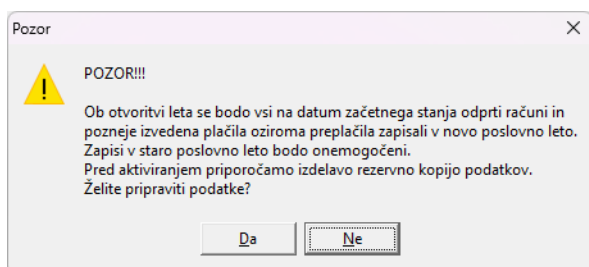 Pozor
POZOR!!!
Ob otvoritvi leta se bodo vsi na datum začetnega stanja odprti računi in
pozneje izvedena plačila oziroma preplačila zapisali v novo poslovno leto.
Zapisi v staro poslovno leto bodo onemogočeni.
Pred aktiviranjem priporočamo izdelavo rezervno kopijo podatkov.
Želite pripraviti podatke?
Da
Ne